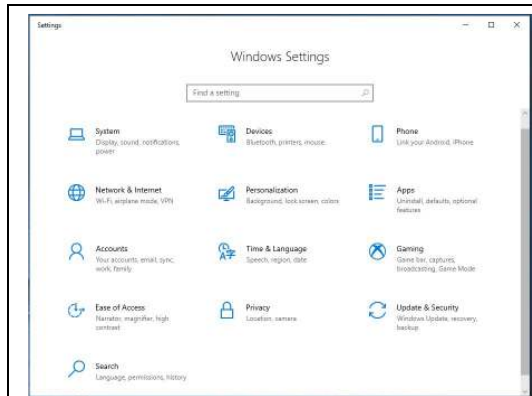 Settings
Windows Settings
Find a setting
System
Display, sound, notifications,
power
Devices
Bluetooth, printers, mouse
Phone
Link your Android, iPhone
Network & Internet
Wi-Fi, airplane mode, VPN
Personalization
Background, lock screen, colors
Apps
Uninstall, defaults, optional
features
Accounts
Your accounts, email, sync,
work, family
Time & Language
Speech, region, date
Gaming
Game bar, captures,
broadcasting, Game Mode
Ease of Access
Narrator, magnifier, high
contrast
Privacy
Location, camera
Update & Security
Windows Update, recovery,
backup
Search
Language, permissions, history